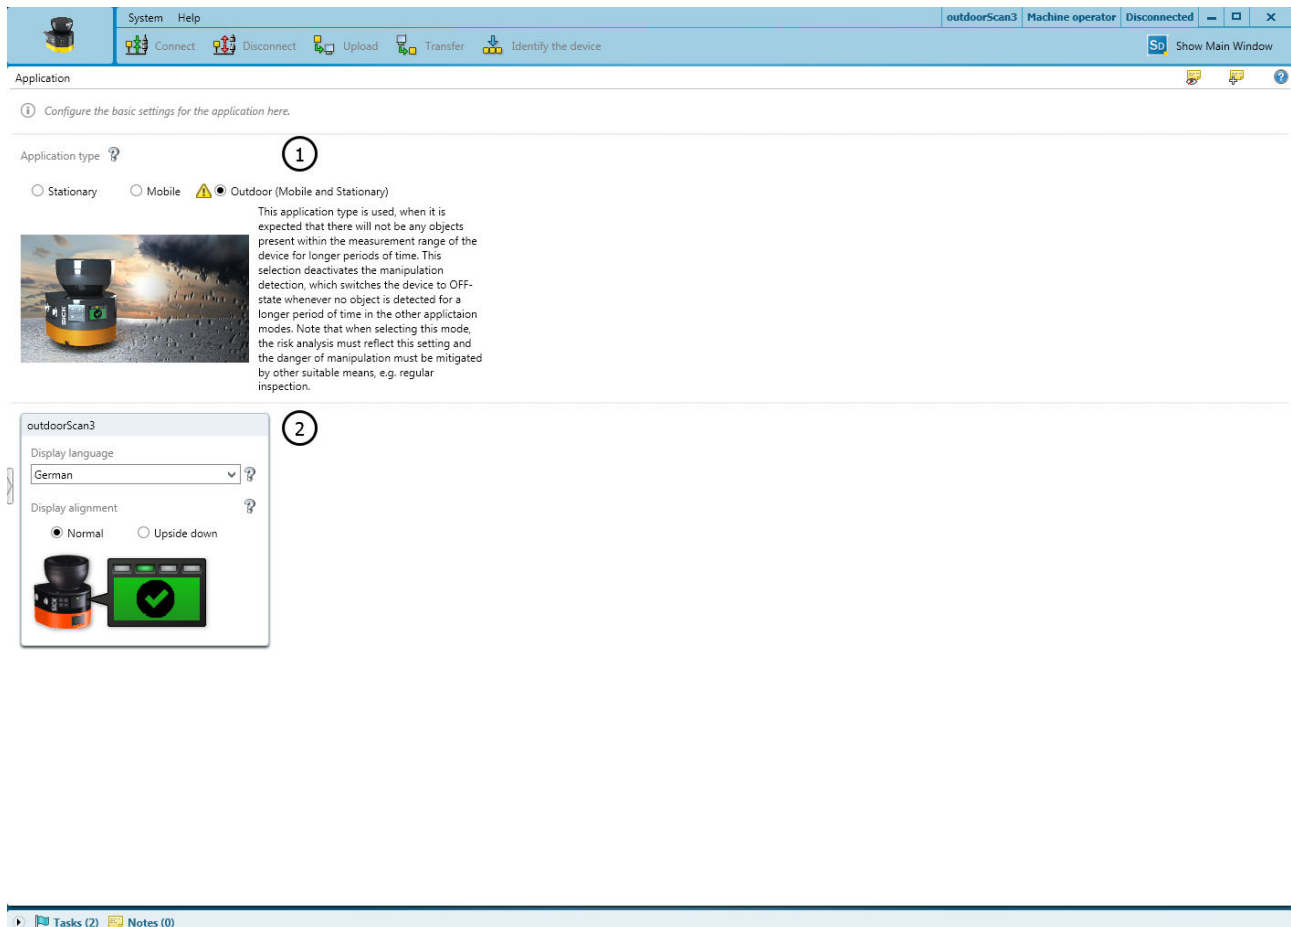 System Help
outdoorScan3 Machine operator Disconnected
Connect Disconnect Upload Transfer Identify the device
SD Show Main Window
Application
Configure the basic settings for the application here.
Application type
1
Stationary Mobile Outdoor (Mobile and Stationary)
This application type is used, when it is
expected that there will not be any objects
present within the measurement range of the
device for longer periods of time. This
selection deactivates the manipulation
detection, which switches the device to OFF-
state whenever no object is detected for a
longer period of time in the other applictaion
modes. Note that when selecting this mode,
the risk analysis must reflect this setting and
the danger of manipulation must be mitigated
by other suitable means, e.g. regular
inspection.
SICK
outdoorScan3
2
Display language
German
Display alignment
Normal Upside down
SICK
Tasks (2) Notes (0)